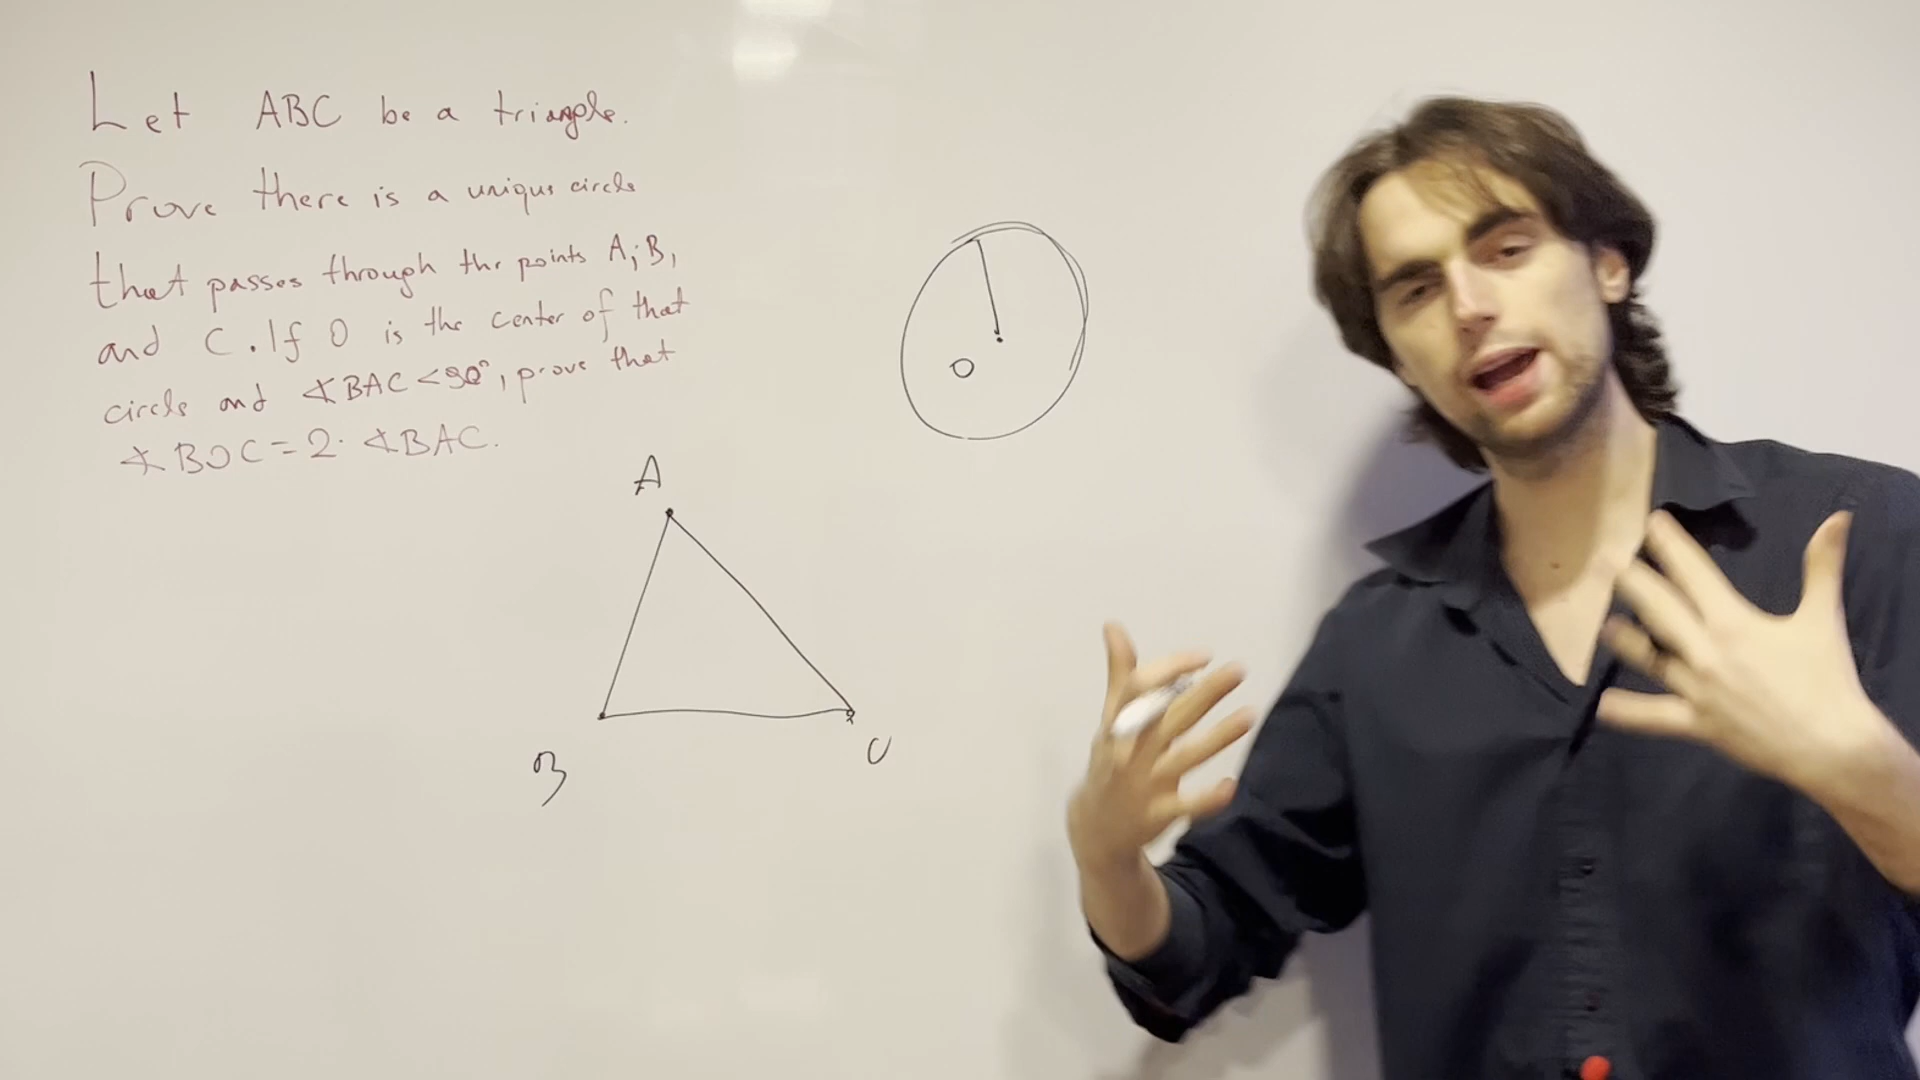 Let ABC be a triangle.
Prove there is a unique circle
that passes through the points A, B,
and C. If O is the center of that
circle and ∢BAC < 90°, prove that
∢BOC = 2· ∢BAC.
O
A
B
C